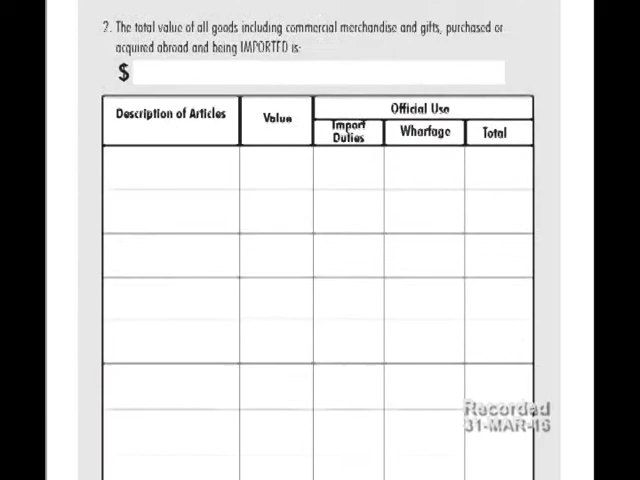 2. The total value of all goods including commercial merchandise and gifts, purchased or
acquired abroad and being IMPORTED is:
$
Description of Articles
Value
Official Use
Import
Duties
Wharfage
Total
Recorded
31-MAR-16